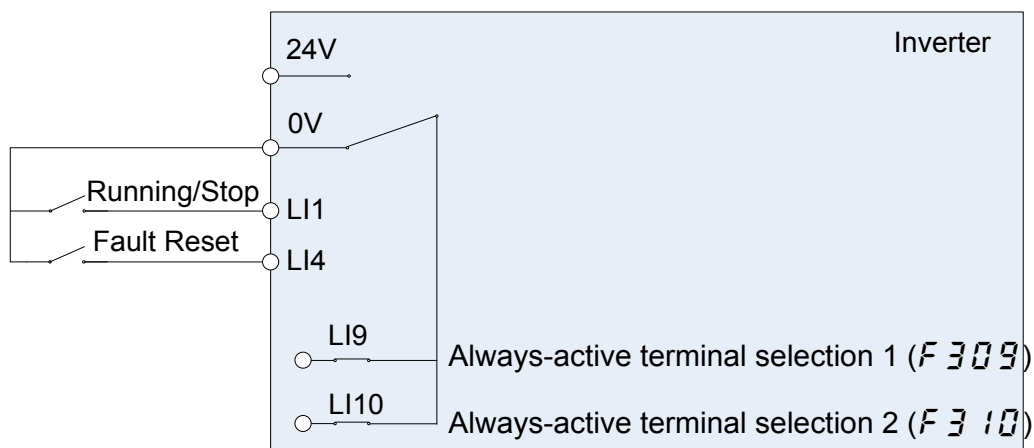 Inverter
24V
0V
Running/Stop
LI1
Fault Reset
LI4
LI9
Always-active terminal selection 1 (F309)
LI10
Always-active terminal selection 2 (F310)